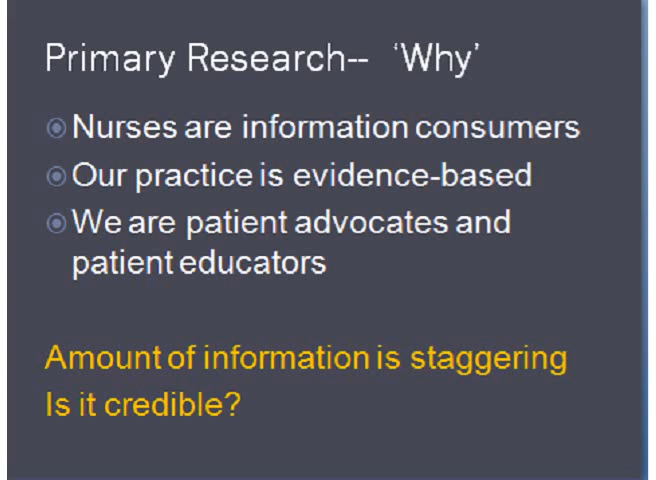 Primary Research-- ‘Why’
Nurses are information consumers
Our practice is evidence-based
We are patient advocates and
patient educators
Amount of information is staggering
Is it credible?